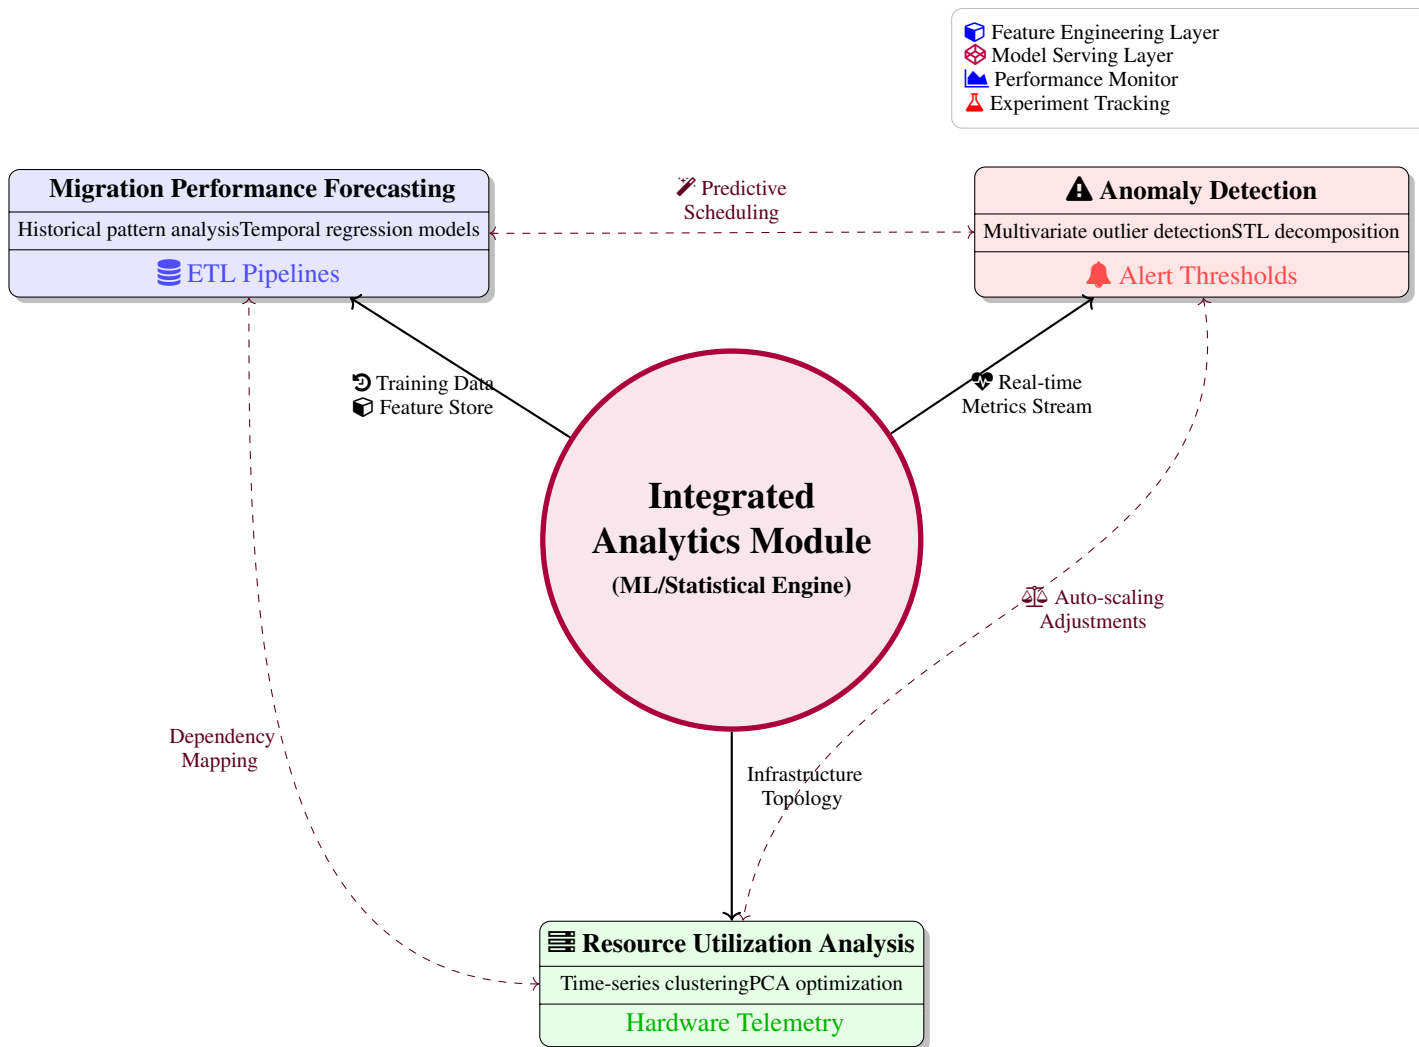 Feature Engineering Layer
Model Serving Layer
Performance Monitor
Experiment Tracking
Migration Performance Forecasting
Historical pattern analysisTemporal regression models
ETL Pipelines
Predictive
Scheduling
Anomaly Detection
Multivariate outlier detectionSTL decomposition
Alert Thresholds
Training Data
Feature Store
Real-time
Metrics Stream
Integrated
Analytics Module
(ML/Statistical Engine)
Auto-scaling
Adjustments
Dependency
Mapping
Infrastructure
Topology
Resource Utilization Analysis
Time-series clusteringPCA optimization
Hardware Telemetry